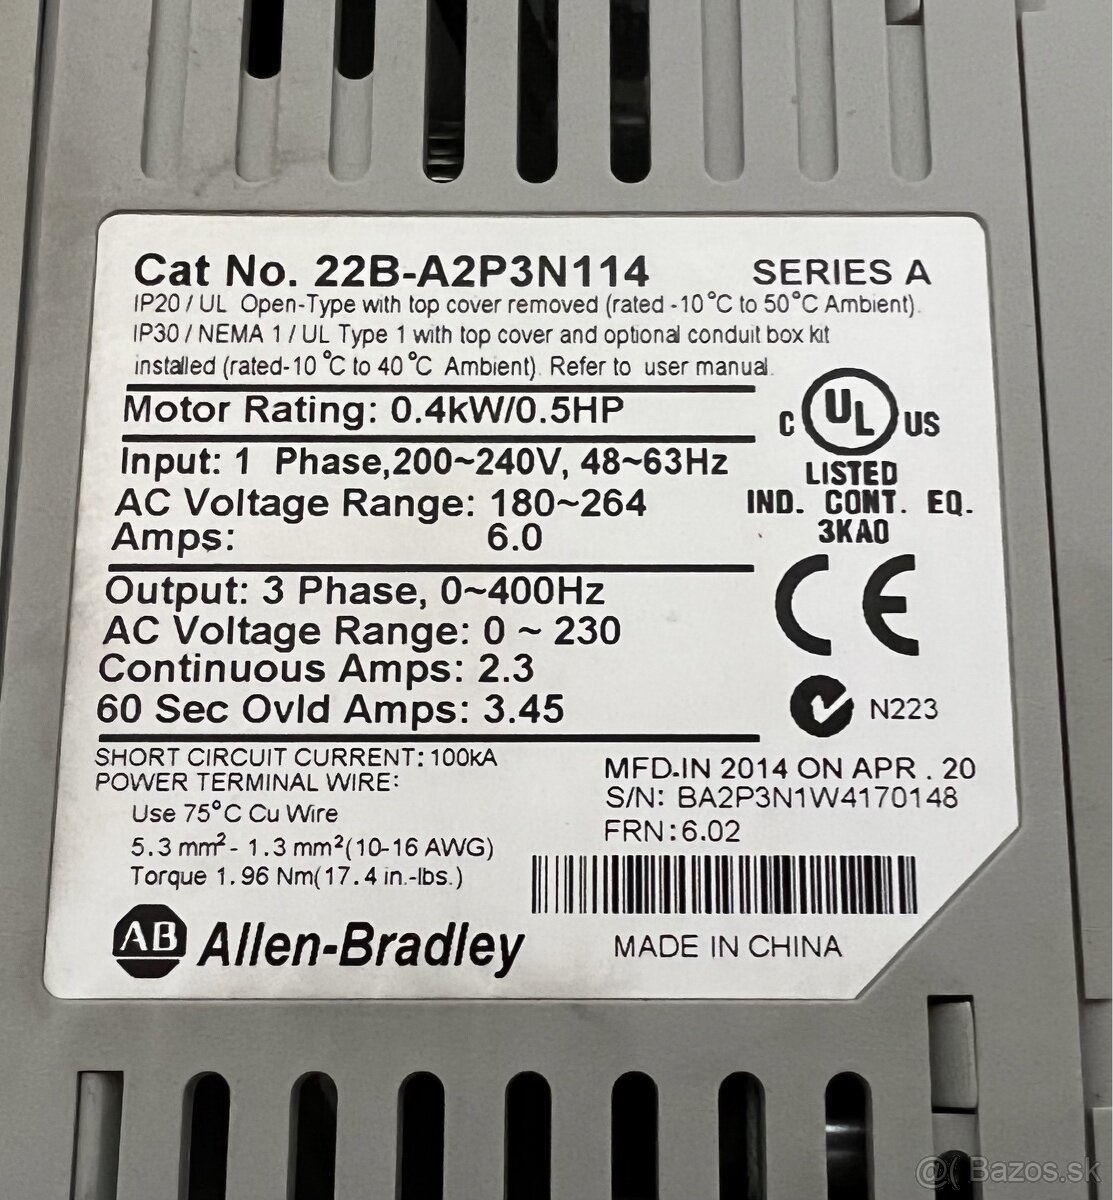 Cat No. 22B-A2P3N114 SERIES A
IP20 / UL Open-Type with top cover removed (rated -10°C to 50°C Ambient).
IP30 / NEMA 1 / UL Type 1 with top cover and optional conduit box kit
installed (rated-10°C to 40°C Ambient). Refer to user manual.
Motor Rating: 0.4kW/0.5HP
C UL US
LISTED
IND. CONT. EQ.
3KA0
Input: 1 Phase,200~240V, 48~63Hz
AC Voltage Range: 180~264
Amps: 6.0
Output: 3 Phase, 0~400Hz
AC Voltage Range: 0 ~ 230
Continuous Amps: 2.3
60 Sec Ovld Amps: 3.45
CE
N223
SHORT CIRCUIT CURRENT: 100kA
POWER TERMINAL WIRE:
Use 75°C Cu Wire
5.3 mm²- 1.3 mm²(10-16 AWG)
Torque 1.96 Nm(17.4 in.-lbs.)
MFD.IN 2014 ON APR . 20
S/N: BA2P3N1W4170148
FRN:6.02
AB Allen-Bradley
MADE IN CHINA
@( Bazos.sk